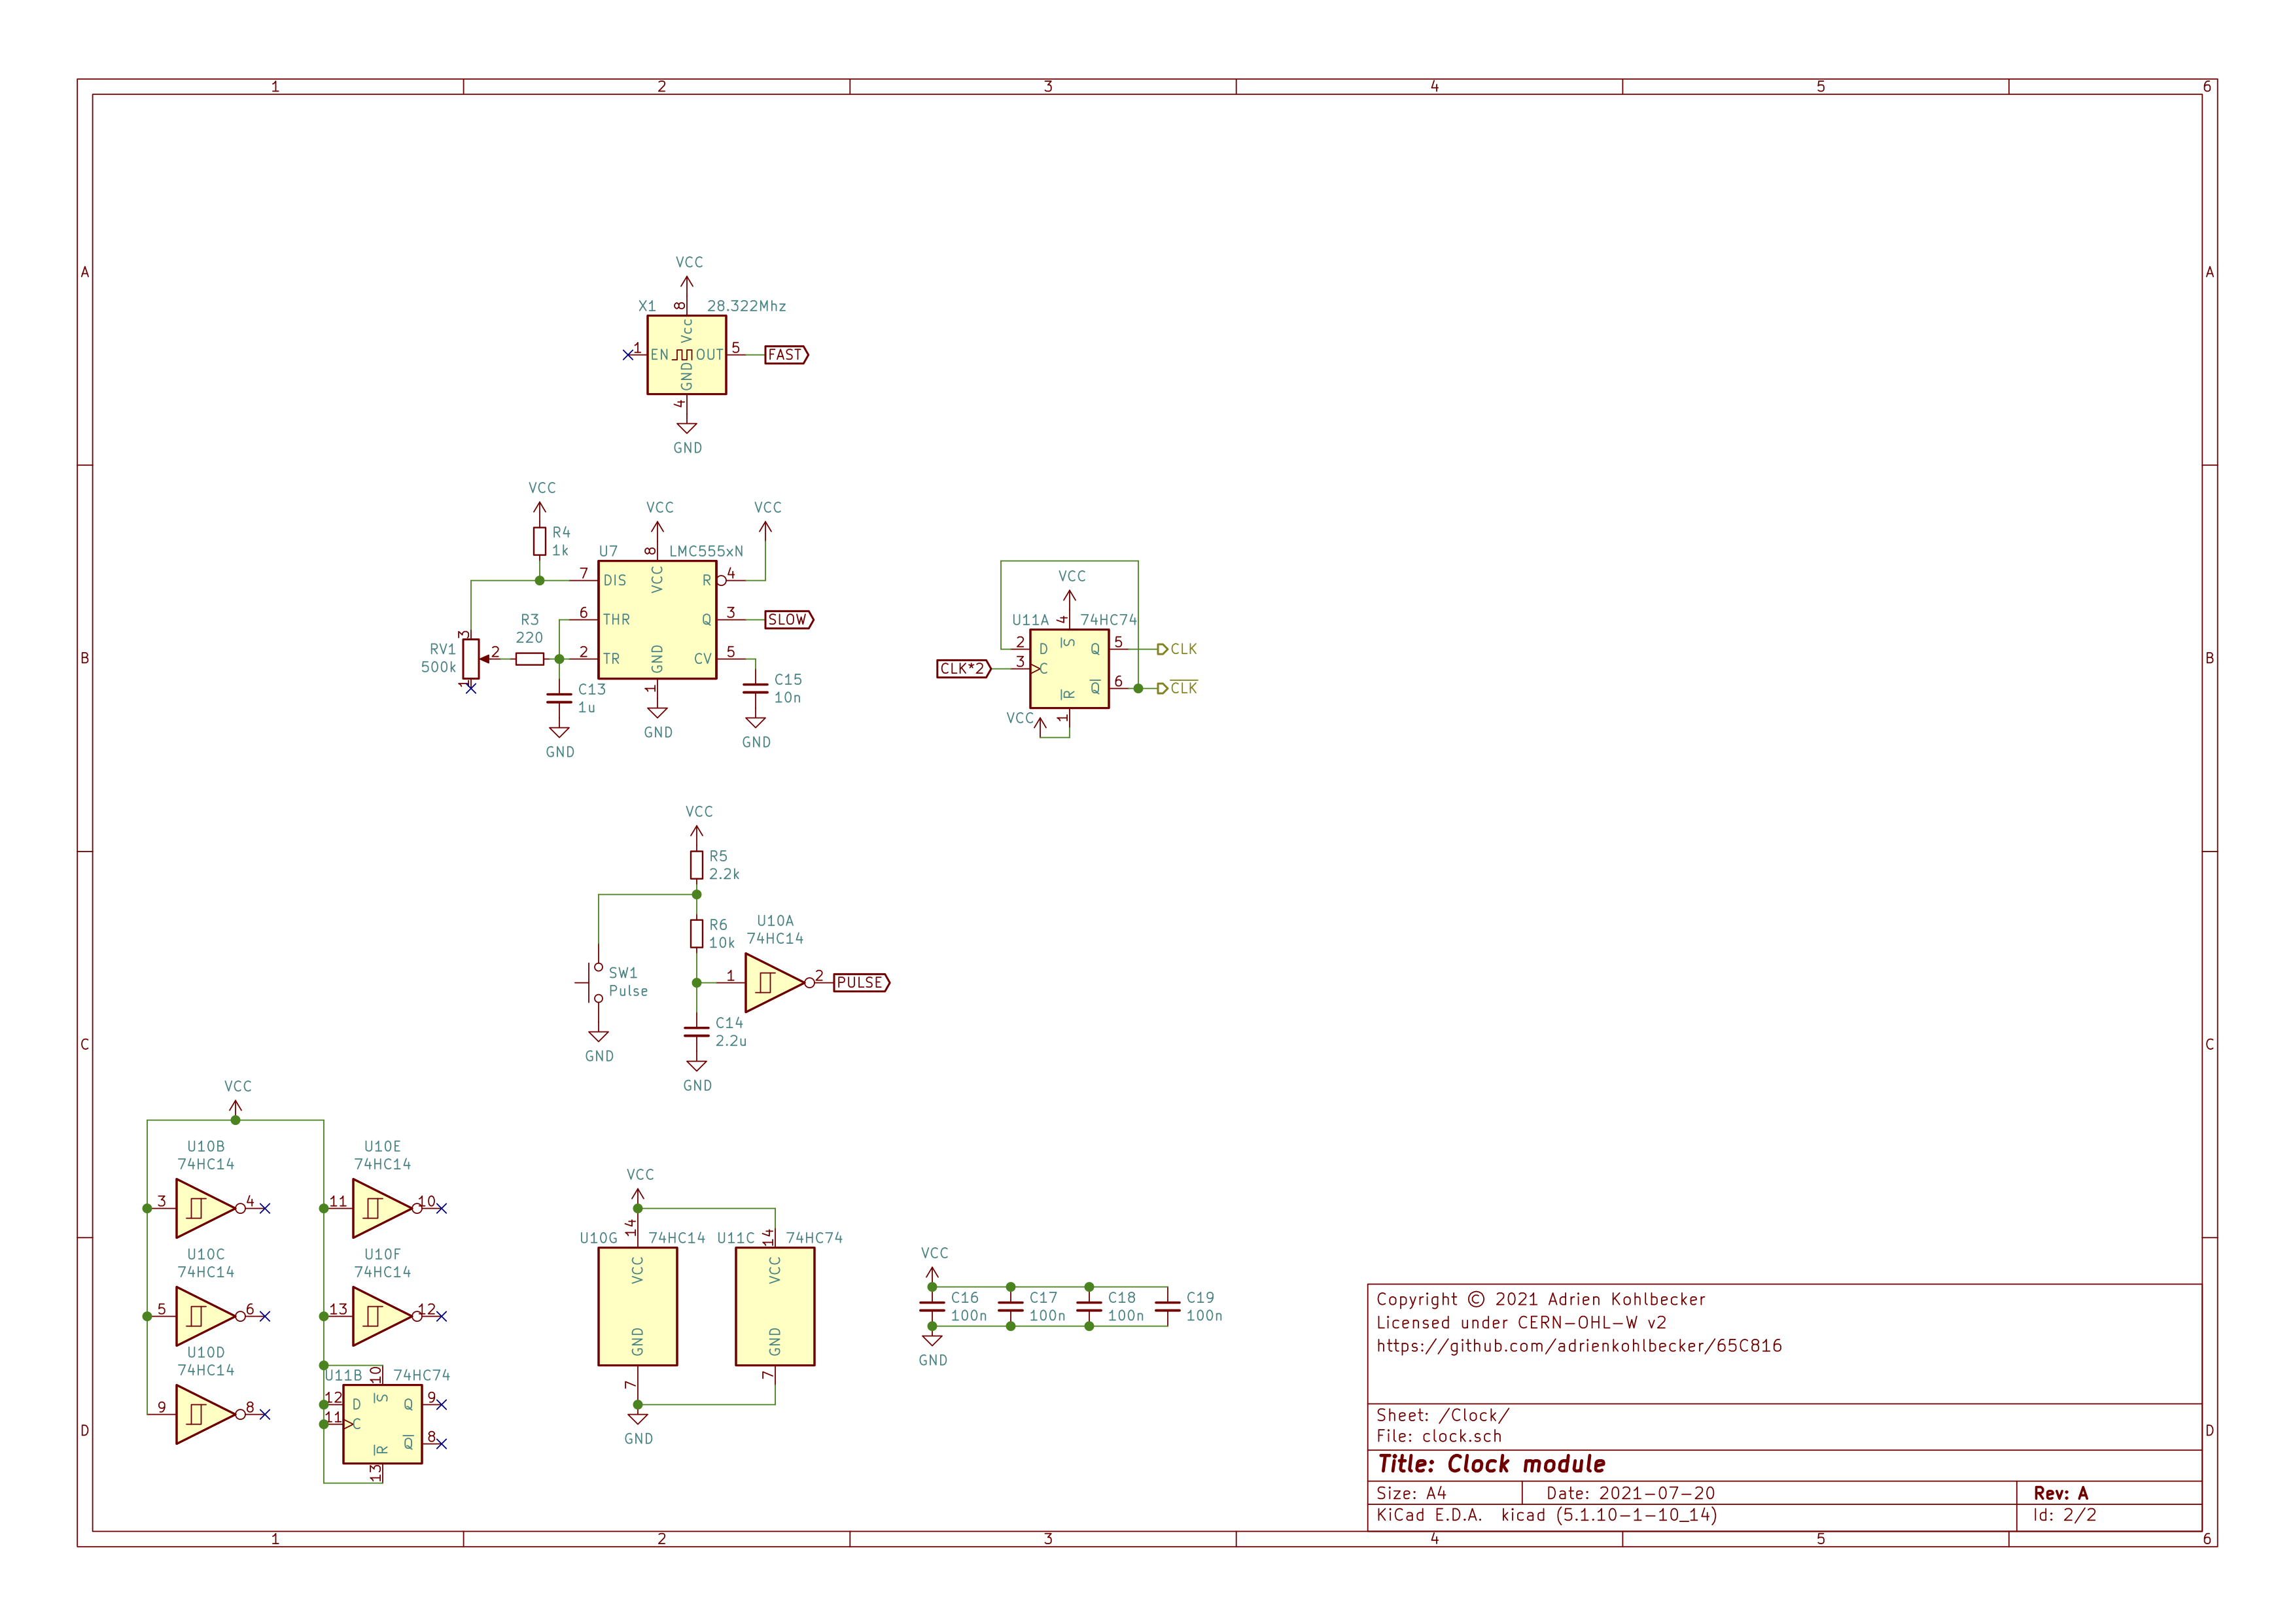 1 2 3 4 5 6
A A
VCC
X1 28.322Mhz
8
Vcc
1 EN OUT 5 FAST
GND
4
GND
VCC
R4
1k
VCC
VCC
U7 LMC555xN
8
7 DIS VCC R 4
6 THR Q 3 SLOW
2 TR GND CV 5
1
GND
R3
220
RV1
500k
3
2
1
C13
1u
GND
C15
10n
GND
B B
VCC
U11A 74HC74
4
2 D S Q 5 CLK
CLK*2 3 C
R Q 6 CLK
VCC 1
VCC
R5
2.2k
R6
10k
U10A
74HC14
1 2 PULSE
SW1
Pulse
GND
C14
2.2u
GND
C C
VCC
U10B
74HC14
3 4
U10E
74HC14
11 10
U10C
74HC14
5 6
U10F
74HC14
13 12
U10D
74HC14
9 8
U11B 74HC74
10
12 D S Q 9
11 C
R Q 8
13
VCC
U10G 74HC14
14
VCC
GND
7
GND
U11C 74HC74
14
VCC
GND
7
VCC
C16
100n
C17
100n
C18
100n
C19
100n
GND
D D
Copyright © 2021 Adrien Kohlbecker
Licensed under CERN-OHL-W v2
https://github.com/adrienkohlbecker/65C816
Sheet: /Clock/
File: clock.sch
Title: Clock module
Size: A4 Date: 2021-07-20 Rev: A
KiCad E.D.A. kicad (5.1.10-1-10_14) Id: 2/2
1 2 3 4 5 6